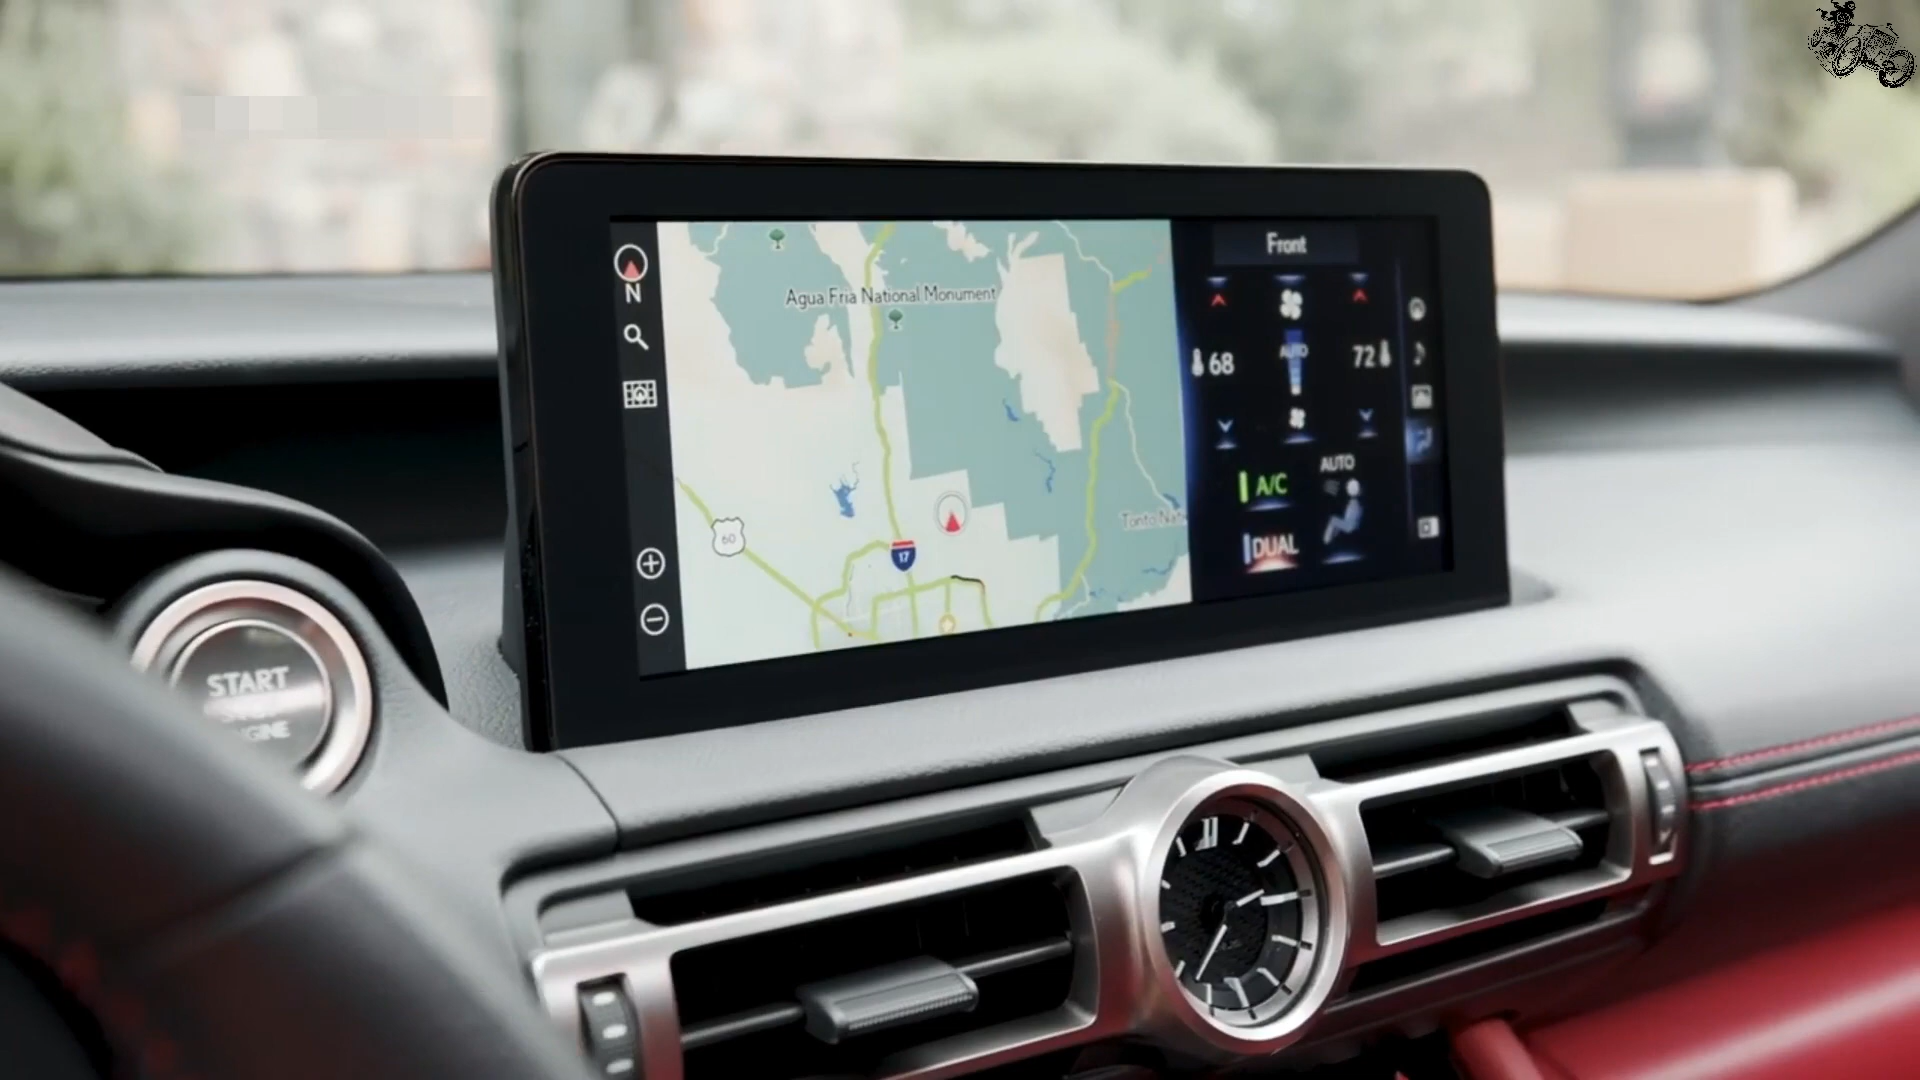 Front
N
Agua Fria National Monument
AUTO
68
72
60
17
Tonto Nat
AUTO
A/C
DUAL
START